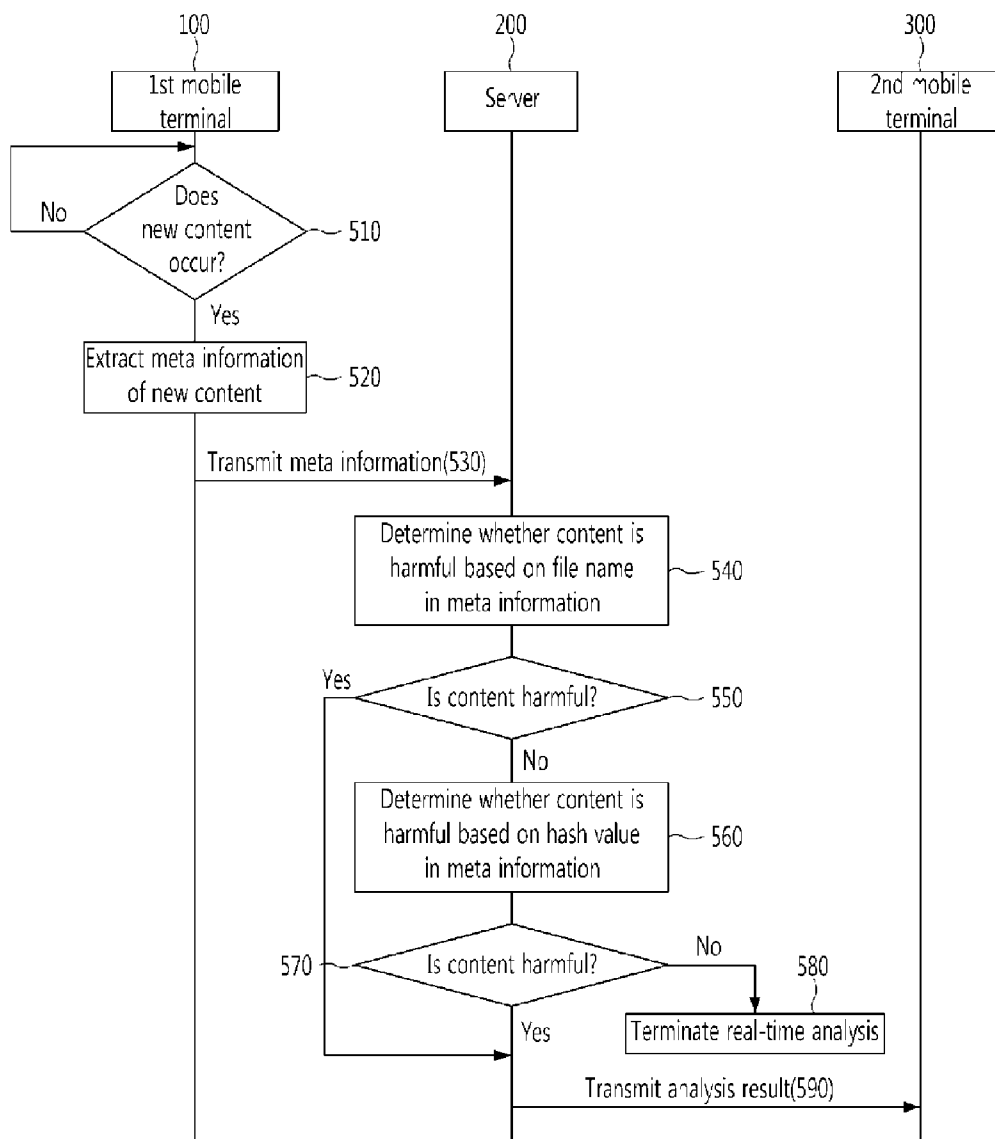 100
200
300
1st mobile
terminal
Server
2nd mobile
terminal
Does
new content
occur?
No
510
Yes
Extract meta information
of new content
520
Transmit meta information(530)
Determine whether content is
harmful based on file name
in meta information
540
Yes
Is content harmful?
550
No
Determine whether content is
harmful based on hash value
in meta information
560
570
Is content harmful?
No
580
Terminate real-time analysis
Yes
Transmit analysis result(590)